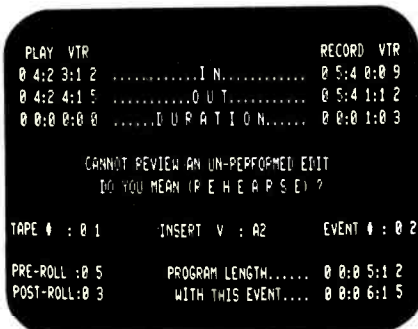 PLAY VTR RECORD VTR
0 4:2 3:1 2 ............I N............ 0 5:4 0:0 9
0 4:2 4:1 5 ...........O U T........... 0 5:4 1:1 2
0 0:0 0:0 0 ......D U R A T I O N...... 0 0:0 1:0 3
CANNOT REVIEW AN UN-PERFORMED EDIT
DO YOU MEAN (R E H E A R S E) ?
TAPE # : 0 1 INSERT V : A2 EVENT # : 0 2
PRE-ROLL :0 5 PROGRAM LENGTH...... 0 0:0 5:1 2
POST-ROLL:0 3 WITH THIS EVENT.... 0 0:0 6:1 5